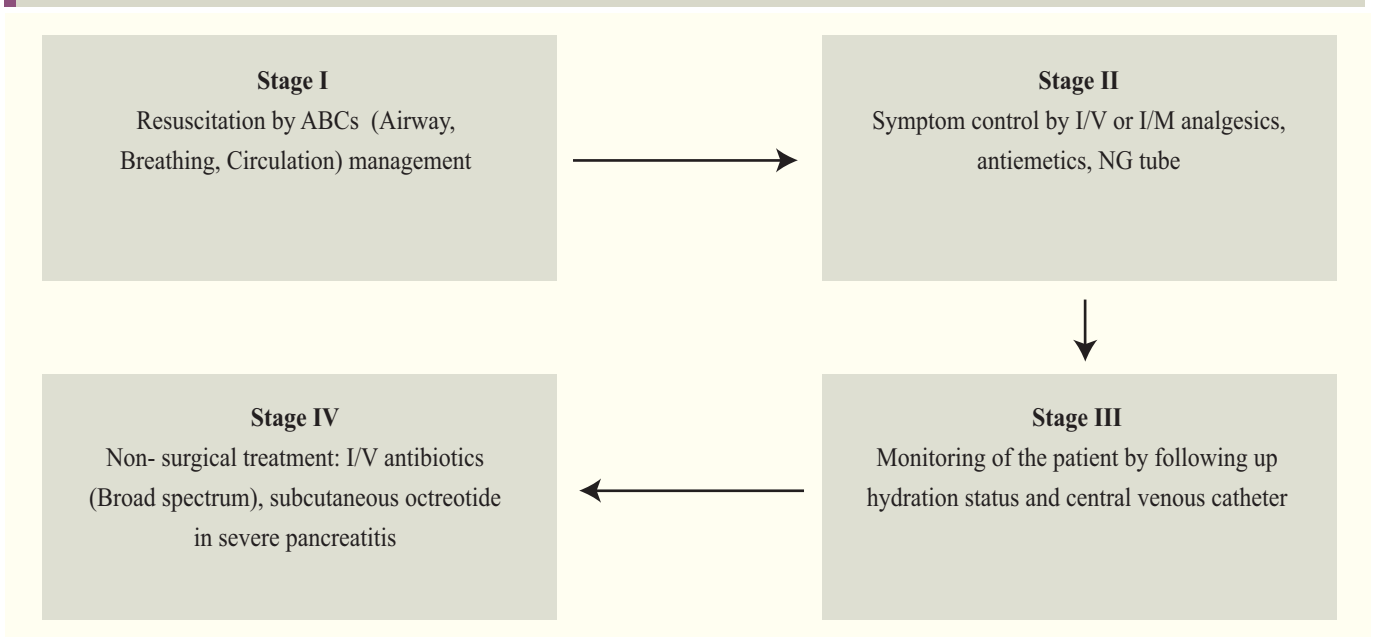 Stage I
Resuscitation by ABCs (Airway,
Breathing, Circulation) management
Stage II
Symptom control by I/V or I/M analgesics,
antiemetics, NG tube
Stage III
Monitoring of the patient by following up
hydration status and central venous catheter
Stage IV
Non- surgical treatment: I/V antibiotics
(Broad spectrum), subcutaneous octreotide
in severe pancreatitis